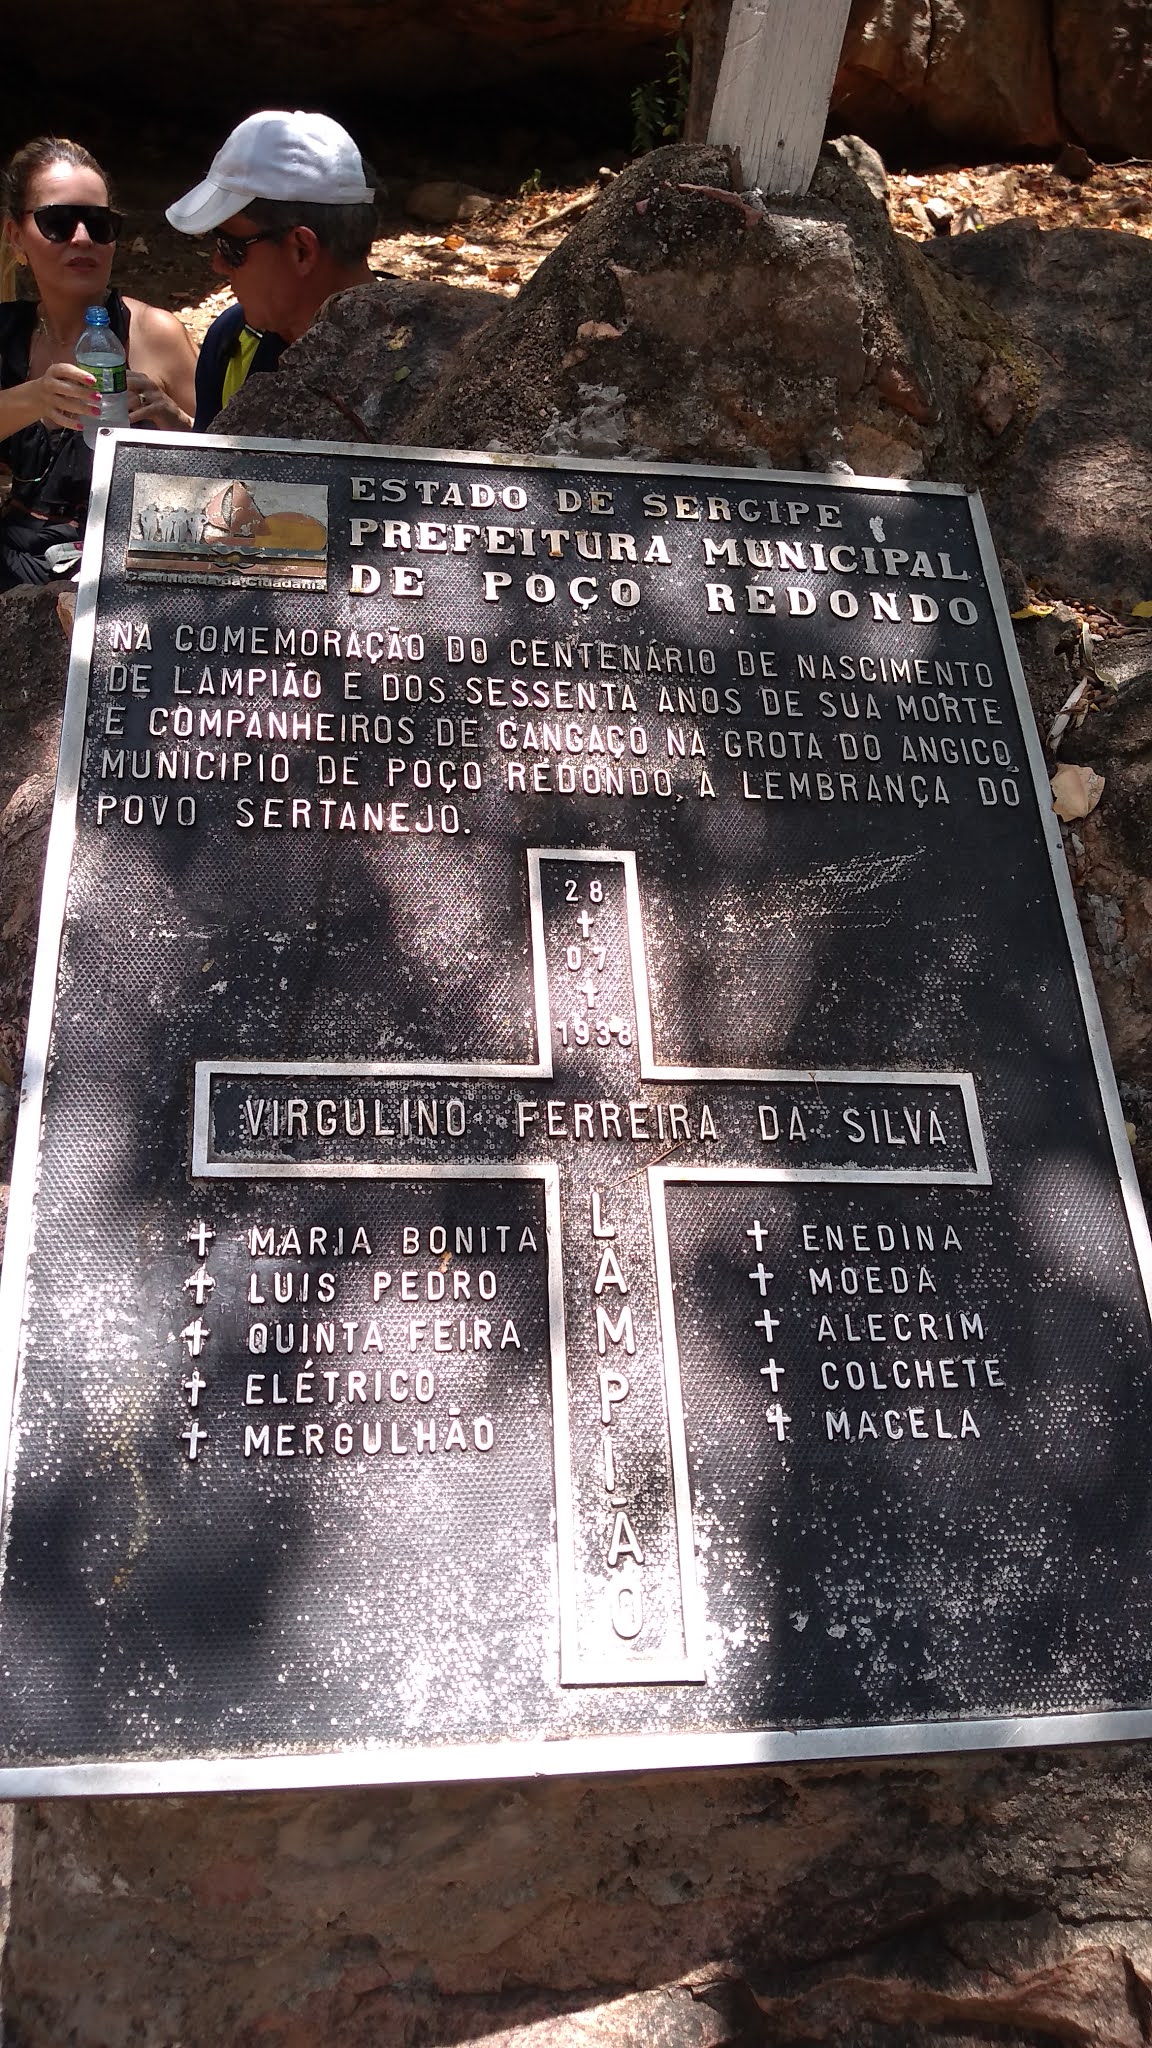 ESTADO DE SERGIPE
PREFEITURA MUNICIPAL
DE POÇO REDONDO
Caminhada da Cidadania
NA COMEMORAÇÃO DO CENTENÁRIO DE NASCIMENTO
DE LAMPIÃO E DOS SESSENTA ANOS DE SUA MORTE
E COMPANHEIROS DE CANGAÇO NA GROTA DO ANGICO,
MUNICIPIO DE POÇO REDONDO A LEMBRANÇA DO
POVO SERTANEJO.
28
07
1938
VIRGULINO FERREIRA DA SILVA
LAMPIÃO
MARIA BONITA
LUIS PEDRO
QUINTA FEIRA
ELÉTRICO
MERGULHÃO
ENEDINA
MOEDA
ALECRIM
COLCHETE
MACELA